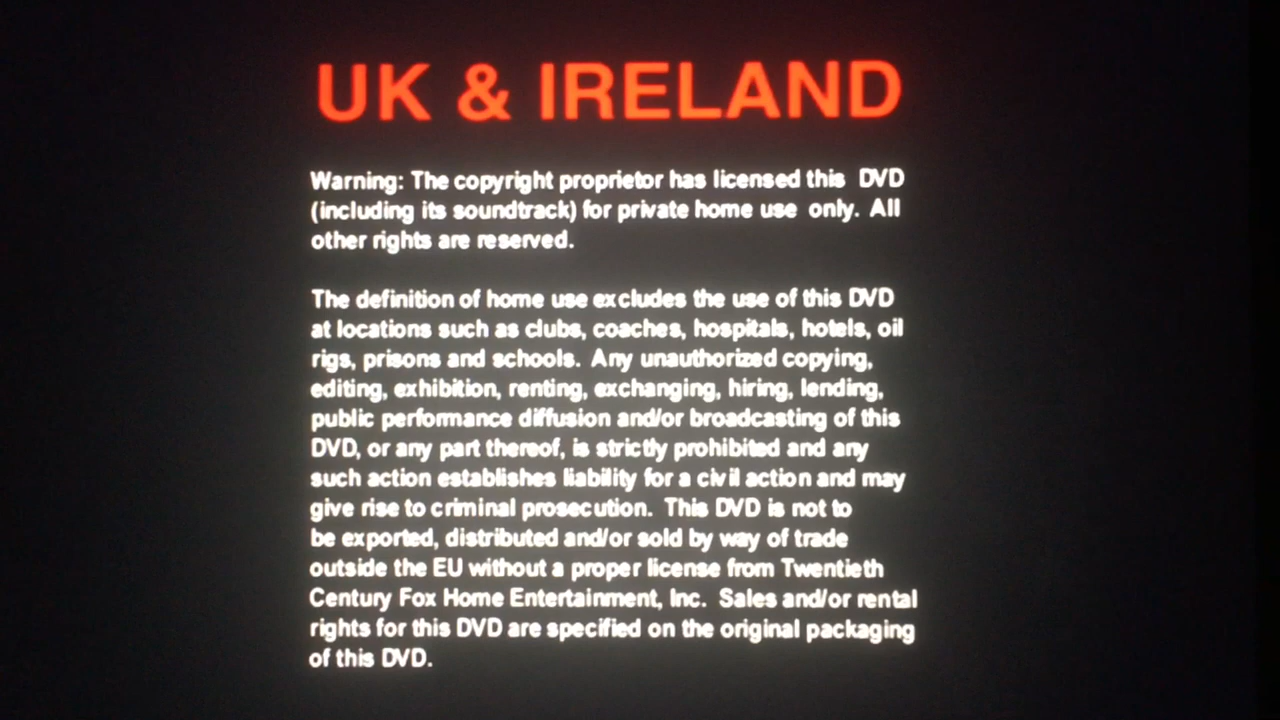 UK & IRELAND
Warning: The copyright proprietor has licensed this DVD
(including its soundtrack) for private home use only. All
other rights are reserved.
The definition of home use excludes the use of this DVD
at locations such as clubs, coaches, hospitals, hotels, oil
rigs, prisons and schools. Any unauthorized copying,
editing, exhibition, renting, exchanging, hiring, lending,
public performance diffusion and/or broadcasting of this
DVD, or any part thereof, is strictly prohibited and any
such action establishes liability for a civil action and may
give rise to criminal prosecution. This DVD is not to
be exported, distributed and/or sold by way of trade
outside the EU without a proper license from Twentieth
Century Fox Home Entertainment, Inc. Sales and/or rental
rights for this DVD are specified on the original packaging
of this DVD.